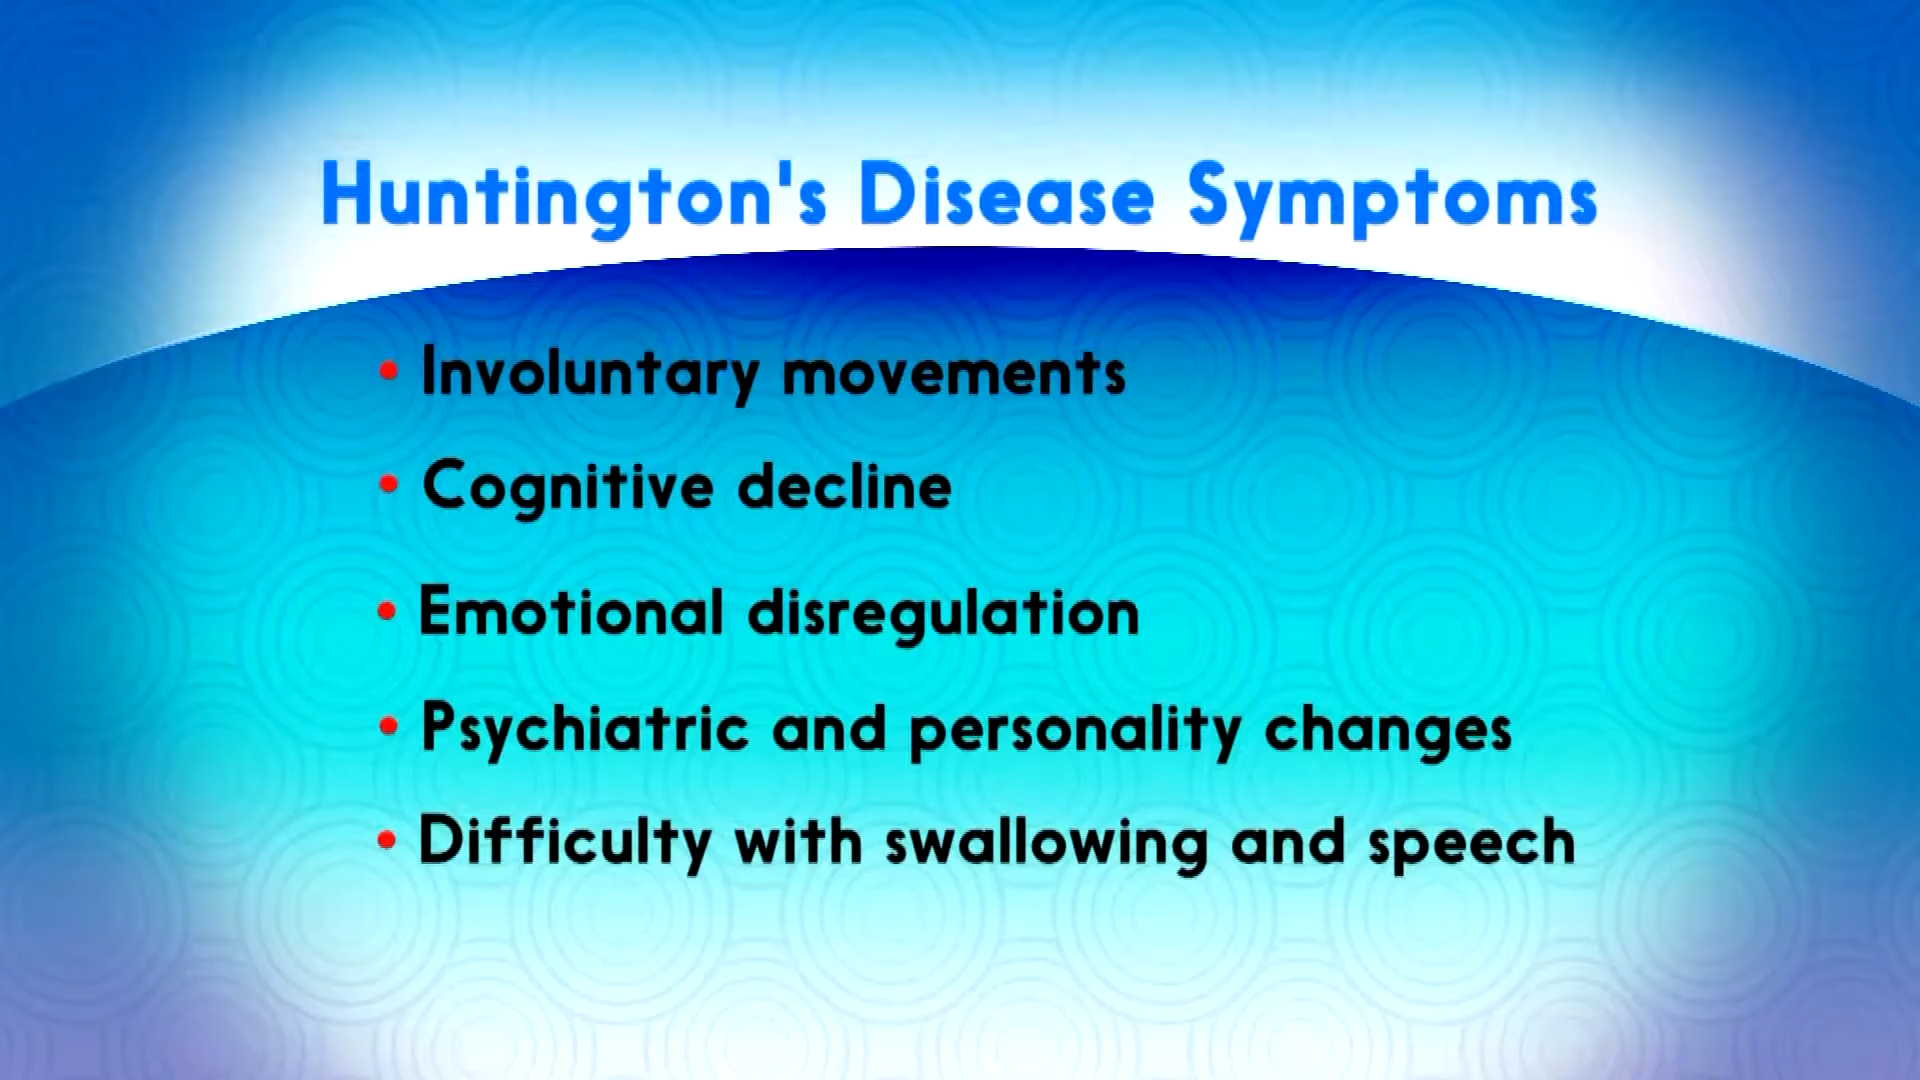 Huntington's Disease Symptoms
• Involuntary movements
• Cognitive decline
• Emotional disregulation
• Psychiatric and personality changes
• Difficulty with swallowing and speech